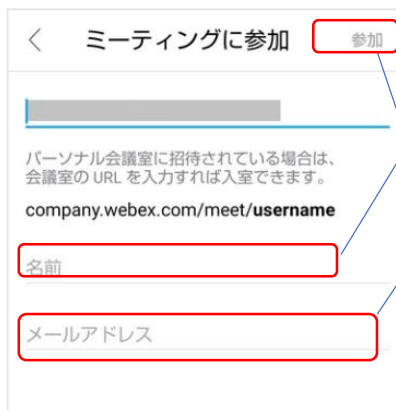 ミーティングに参加
参加
パーソナル会議室に招待されている場合は、
会議室の URL を入力すれば入室できます。
company.webex.com/meet/username
名前
メールアドレス